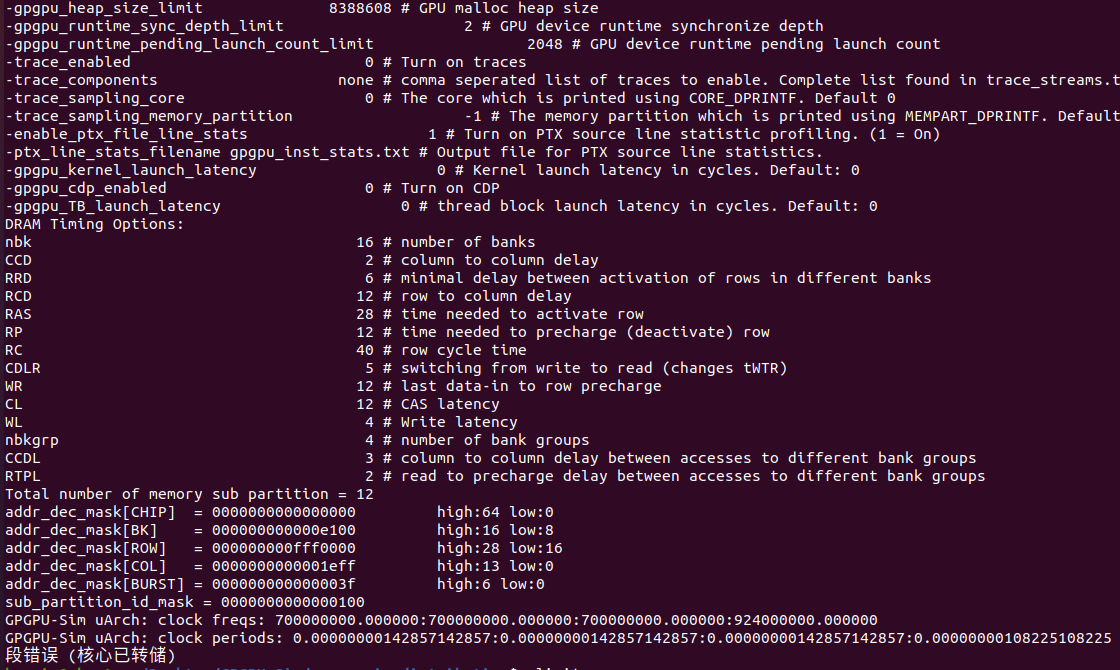 -gpgpu_heap_size_limit 8388608 # GPU malloc heap size
-gpgpu_runtime_sync_depth_limit 2 # GPU device runtime synchronize depth
-gpgpu_runtime_pending_launch_count_limit 2048 # GPU device runtime pending launch count
-trace_enabled 0 # Turn on traces
-trace_components none # comma seperated list of traces to enable. Complete list found in trace_streams.t
-trace_sampling_core 0 # The core which is printed using CORE_DPRINTF. Default 0
-trace_sampling_memory_partition -1 # The memory partition which is printed using MEMPART_DPRINTF. Default
-enable_ptx_file_line_stats 1 # Turn on PTX source line statistic profiling. (1 = On)
-ptx_line_stats_filename gpgpu_inst_stats.txt # Output file for PTX source line statistics.
-gpgpu_kernel_launch_latency 0 # Kernel launch latency in cycles. Default: 0
-gpgpu_cdp_enabled 0 # Turn on CDP
-gpgpu_TB_launch_latency 0 # thread block launch latency in cycles. Default: 0
DRAM Timing Options:
nbk 16 # number of banks
CCD 2 # column to column delay
RRD 6 # minimal delay between activation of rows in different banks
RCD 12 # row to column delay
RAS 28 # time needed to activate row
RP 12 # time needed to precharge (deactivate) row
RC 40 # row cycle time
CDLR 5 # switching from write to read (changes tWTR)
WR 12 # last data-in to row precharge
CL 12 # CAS latency
WL 4 # Write latency
nbkgrp 4 # number of bank groups
CCDL 3 # column to column delay between accesses to different bank groups
RTPL 2 # read to precharge delay between accesses to different bank groups
Total number of memory sub partition = 12
addr_dec_mask[CHIP] = 0000000000000000 high:64 low:0
addr_dec_mask[BK] = 000000000000e100 high:16 low:8
addr_dec_mask[ROW] = 000000000fff0000 high:28 low:16
addr_dec_mask[COL] = 0000000000001eff high:13 low:0
addr_dec_mask[BURST] = 000000000000003f high:6 low:0
sub_partition_id_mask = 0000000000000100
GPGPU-Sim uArch: clock freqs: 700000000.000000:700000000.000000:700000000.000000:924000000.000000
GPGPU-Sim uArch: clock periods: 0.00000000142857142857:0.00000000142857142857:0.00000000142857142857:0.00000000108225108225
段错误 (核心已转储)